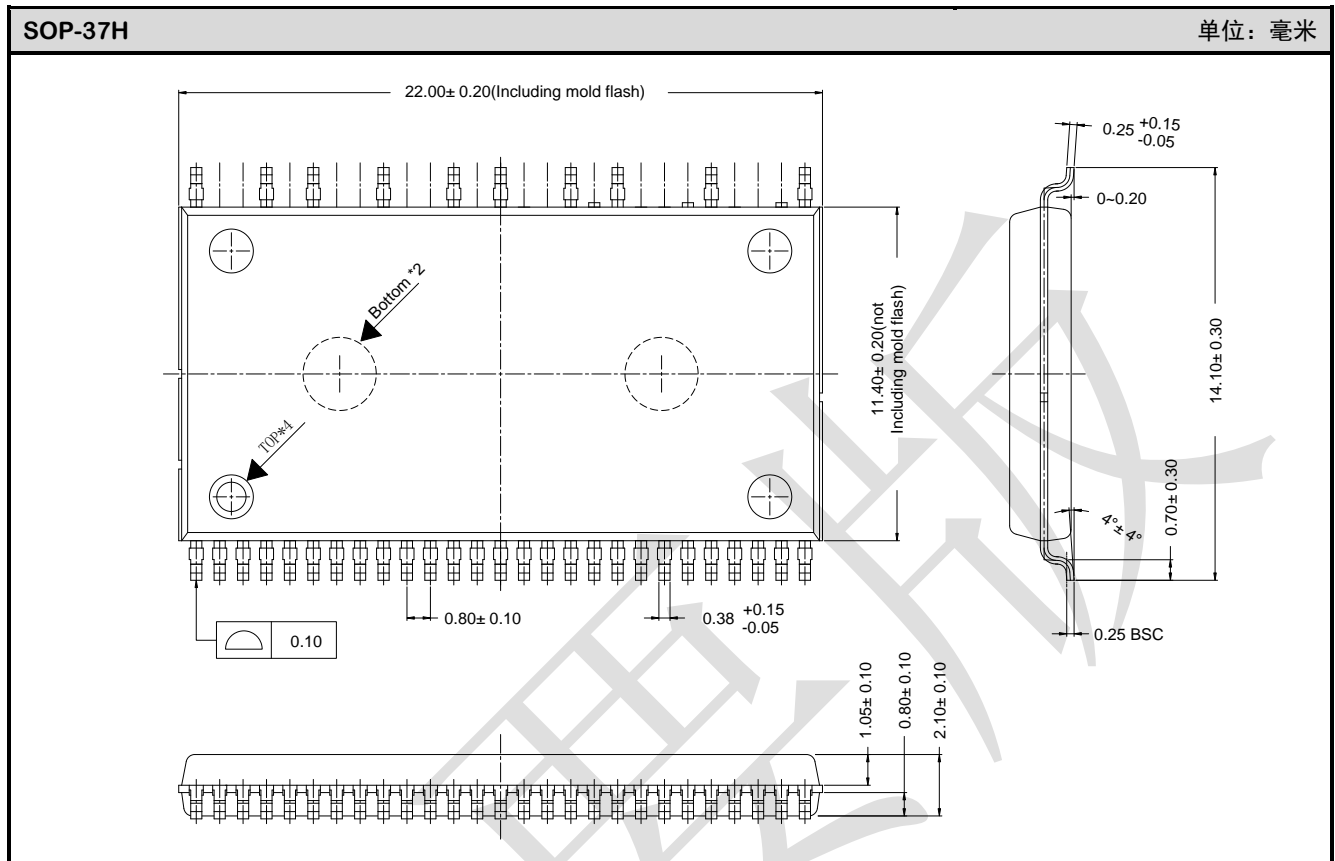 SOP-37H
单位：毫米
22.00± 0.20(Including mold flash)
0.25 +0.15
-0.05
0~0.20
Bottom *2
11.40± 0.20(not
Including mold flash)
14.10± 0.30
TOP*4
0.70± 0.30
4°± 4°
0.80± 0.10
0.38 +0.15
-0.05
0.25 BSC
0.10
1.05± 0.10
0.80± 0.10
2.10± 0.10